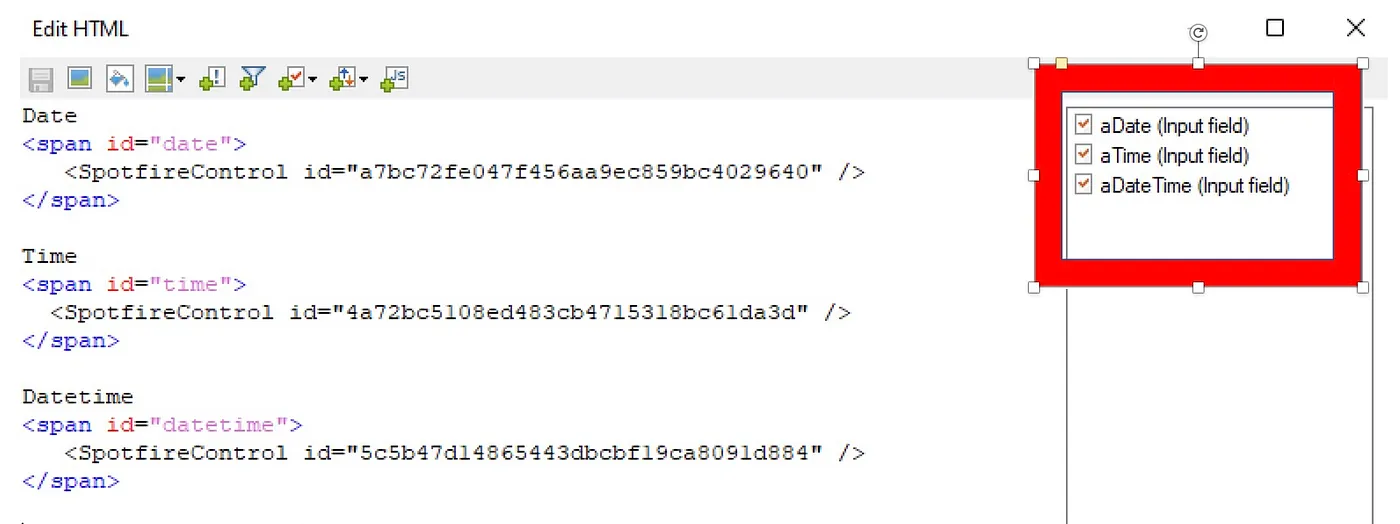 Edit HTML
JS
Date
<span id="date">
<SpotfireControl id="a7bc72fe047f456aa9ec859bc4029640" />
</span>
Time
<span id="time">
<SpotfireControl id="4a72bc5108ed483cb4715318bc61da3d" />
</span>
Datetime
<span id="datetime">
<SpotfireControl id="5c5b47d14865443dbcbf19ca8091d884" />
</span>
aDate (Input field)
aTime (Input field)
aDateTime (Input field)